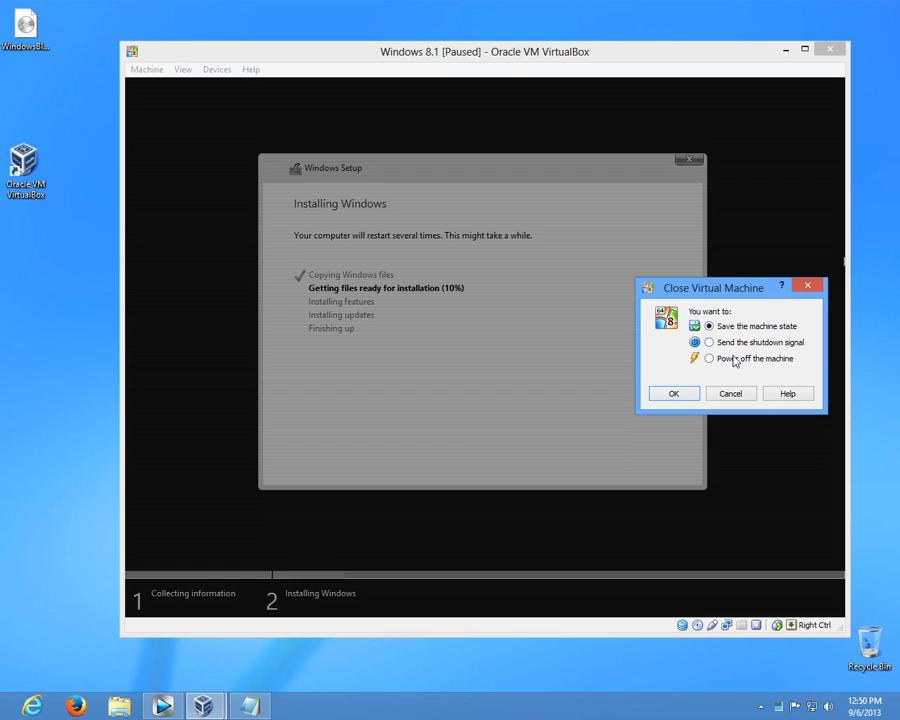 WindowsBl...
Oracle VM
VirtualBox
Windows 8.1 [Paused] - Oracle VM VirtualBox
Machine View Devices Help
Windows Setup
Installing Windows
Your computer will restart several times. This might take a while.
Copying Windows files
Getting files ready for installation (10%)
Installing features
Installing updates
Finishing up
Close Virtual Machine
You want to:
64
8
Save the machine state
Send the shutdown signal
Power off the machine
OK Cancel Help
1 Collecting information 2 Installing Windows
Right Ctrl
Recycle Bin
12:50 PM
9/6/2013